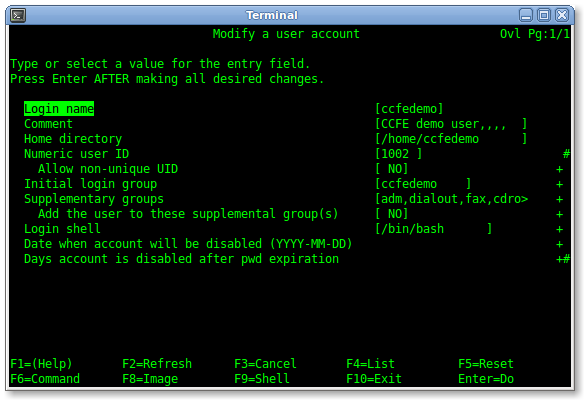 Terminal
Modify a user account Ovl Pg:1/1
Type or select a value for the entry field.
Press Enter AFTER making all desired changes.
Login name [ccfedemo]
Comment [CCFE demo user,,,, ]
Home directory [/home/ccfedemo ]
Numeric user ID [1002 ] #
Allow non-unique UID [ NO] +
Initial login group [ccfedemo ] +
Supplementary groups [adm,dialout,fax,cdro> +
Add the user to these supplemental group(s) [ NO] +
Login shell [/bin/bash ] +
Date when account will be disabled (YYYY-MM-DD) +
Days account is disabled after pwd expiration +#
F1=(Help) F2=Refresh F3=Cancel F4=List F5=Reset
F6=Command F8=Image F9=Shell F10=Exit Enter=Do